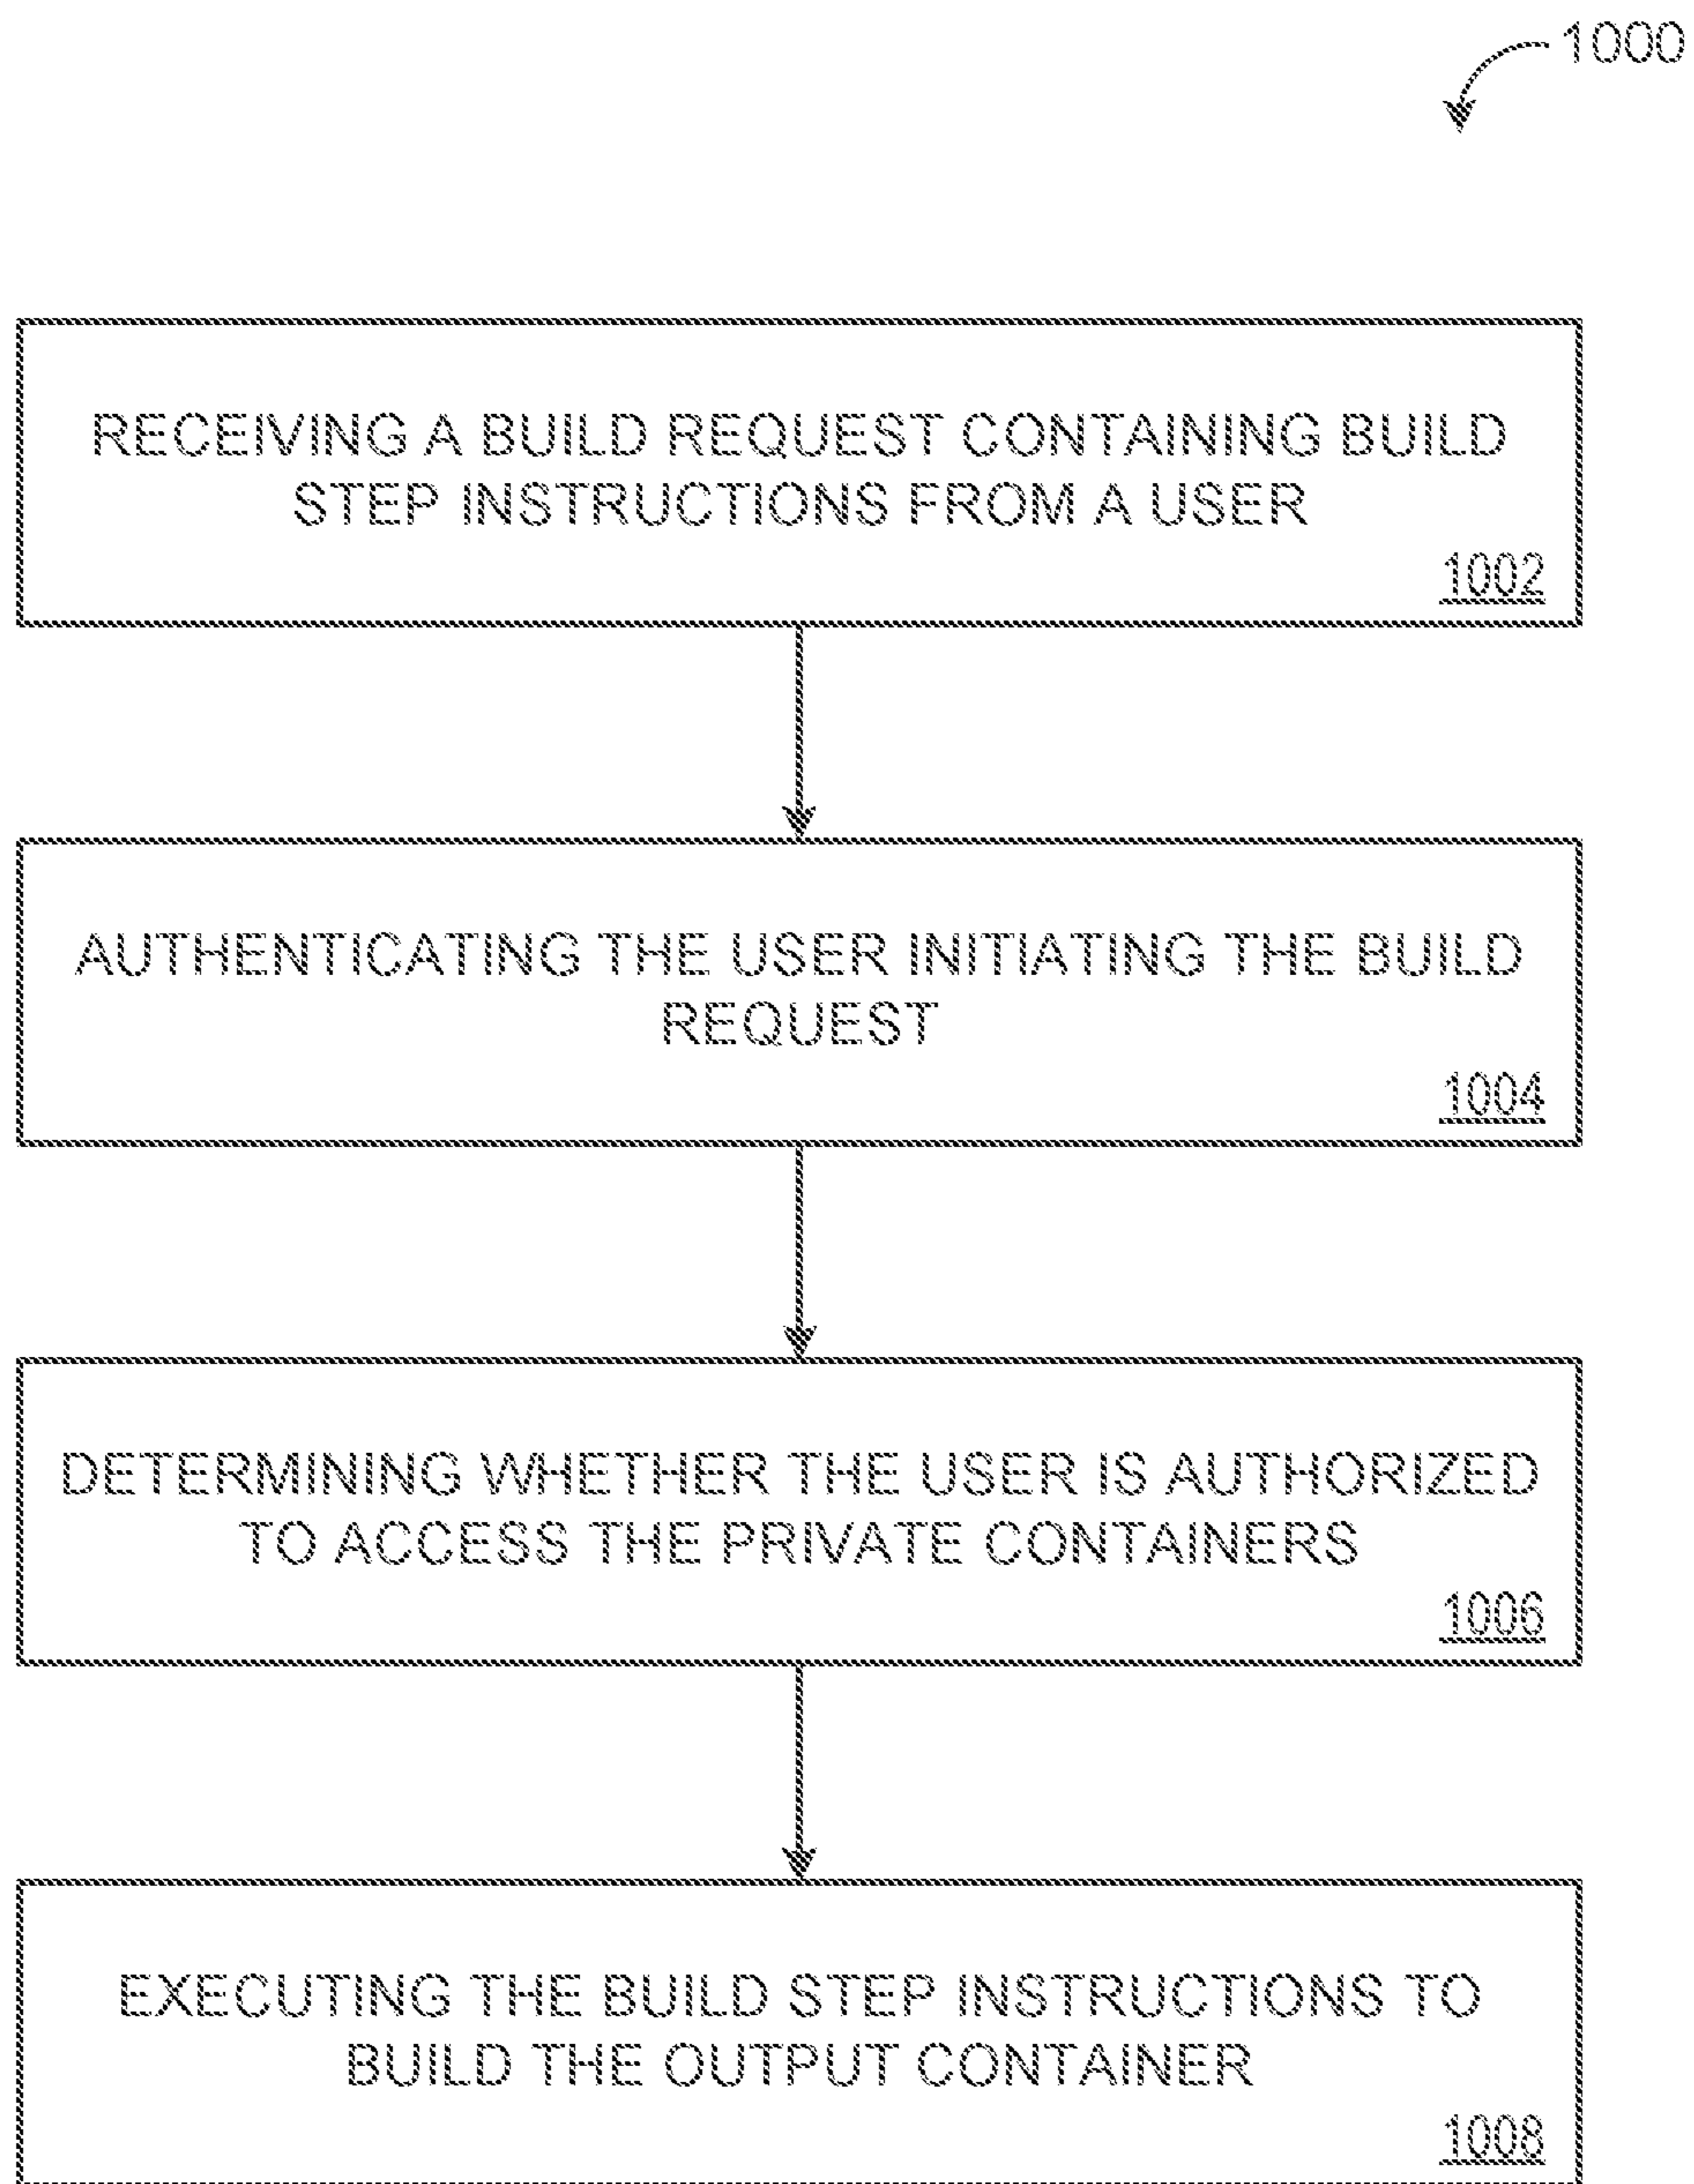 1000
RECEIVING A BUILD REQUEST CONTAINING BUILD
STEP INSTRUCTIONS FROM A USER
1002
AUTHENTICATING THE USER INITIATING THE BUILD
REQUEST
1004
DETERMINING WHETHER THE USER IS AUTHORIZED
TO ACCESS THE PRIVATE CONTAINERS
1006
EXECUTING THE BUILD STEP INSTRUCTIONS TO
BUILD THE OUTPUT CONTAINER
1008